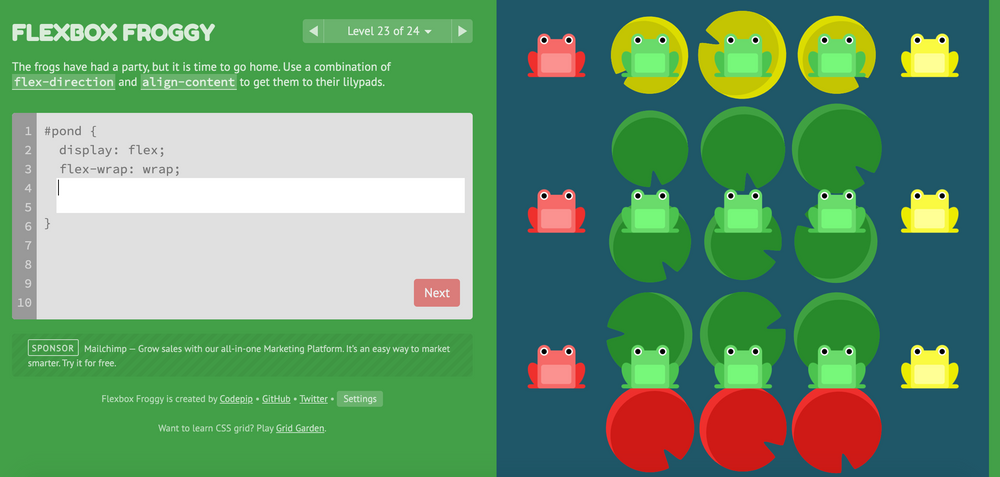 FLEXBOX FROGGY
Level 23 of 24
The frogs have had a party, but it is time to go home. Use a combination of
flex-direction and align-content to get them to their lilypads.
1 #pond {
2 display: flex;
3 flex-wrap: wrap;
4
5
6 }
7
8
9
10
Next
SPONSOR Mailchimp — Grow sales with our all-in-one Marketing Platform. It's an easy way to market
smarter. Try it for free.
Flexbox Froggy is created by Codepip • GitHub • Twitter • Settings
Want to learn CSS grid? Play Grid Garden.